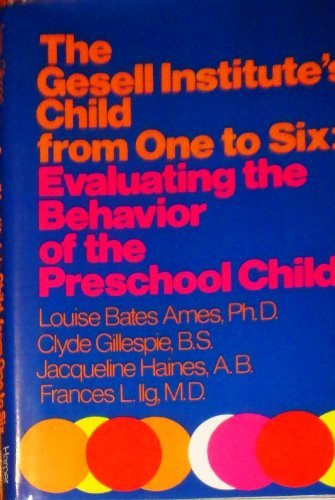 The
Gesell Institute's
Child
from One to Six:
Evaluating the
Behavior
of the
Preschool Child
Louise Bates Ames, Ph.D.
Clyde Gillespie, B.S.
Jacqueline Haines, A.B.
Frances L. Ilg, M.D.
Harper